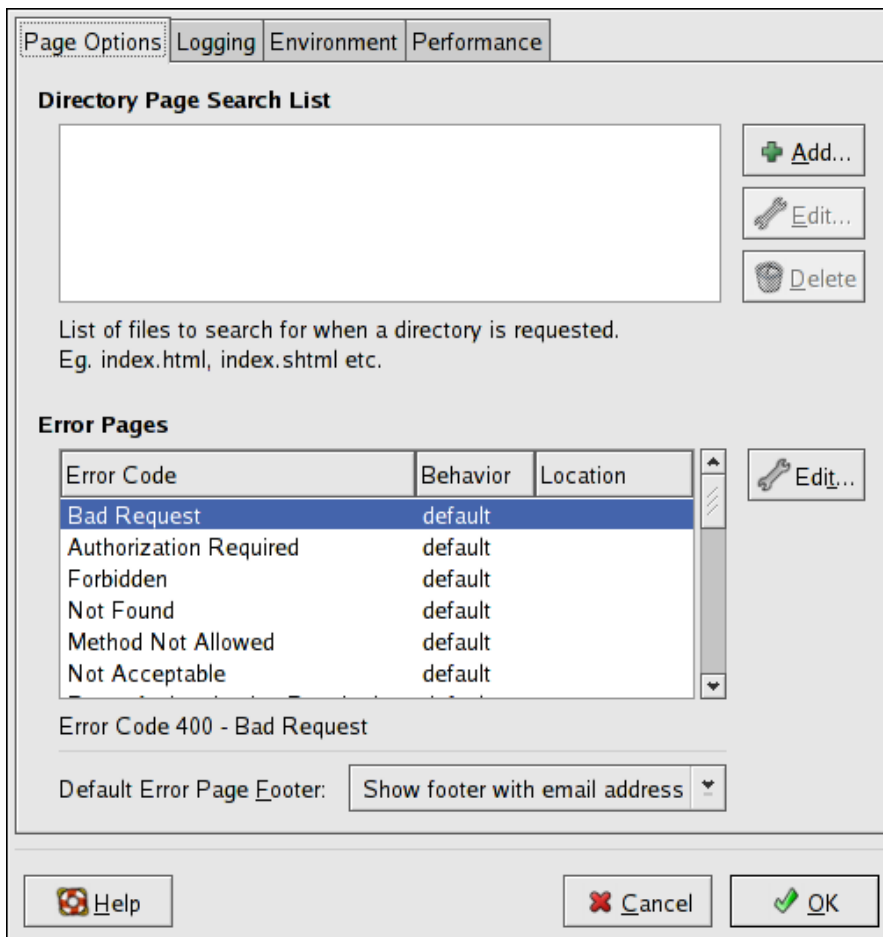 Page Options Logging Environment Performance
Directory Page Search List
Add...
Edit...
Delete
List of files to search for when a directory is requested.
Eg. index.html, index.shtml etc.
Error Pages
Error Code Behavior Location
Edit...
Bad Request default
Authorization Required default
Forbidden default
Not Found default
Method Not Allowed default
Not Acceptable default
Error Code 400 - Bad Request
Default Error Page Footer: Show footer with email address
Help Cancel OK